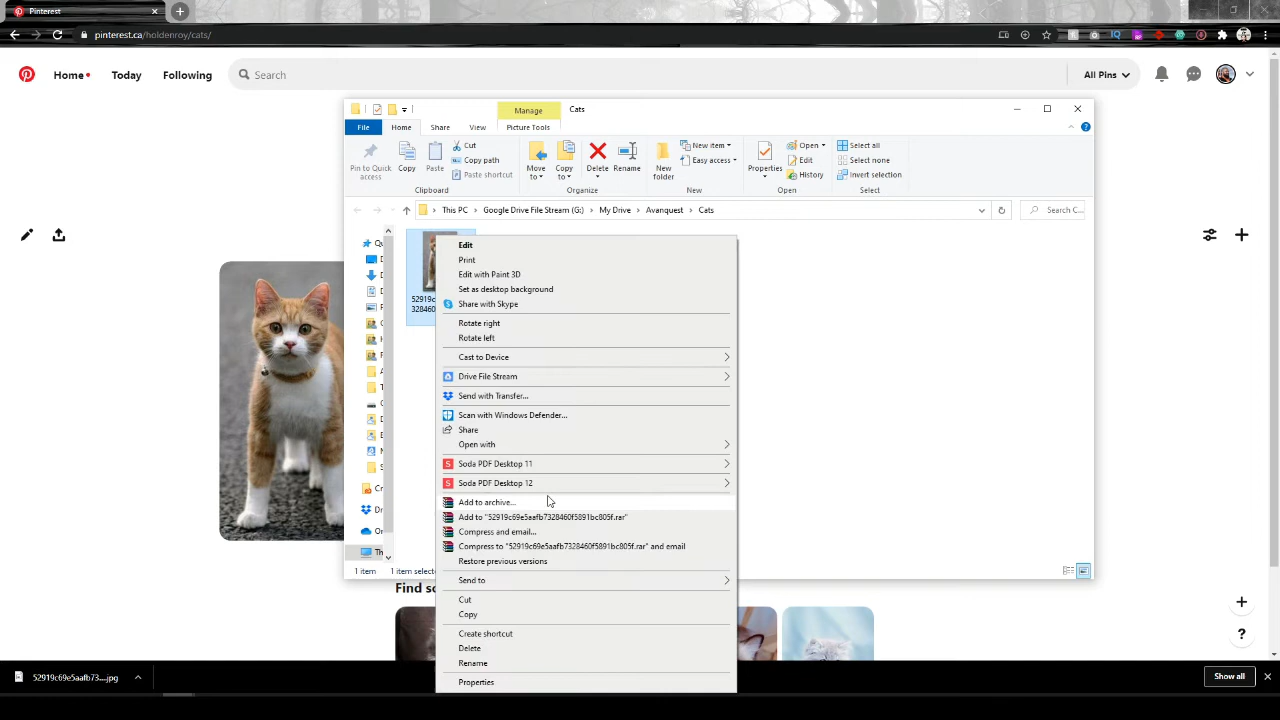 Pinterest
pinterest.ca/holdenroy/cats/
Home
Today
Following
Search
All Pins
Manage
Cats
File
Home
Share
View
Picture Tools
Pin to Quick access
Copy
Paste
Cut
Copy path
Paste shortcut
Clipboard
Move to
Copy to
Delete
Rename
Organize
New folder
New item
Easy access
New
Properties
Open
Edit
History
Open
Select all
Select none
Invert selection
Select
This PC > Google Drive File Stream (G:) > My Drive > Avanquest > Cats
Search C...
Edit
Print
Edit with Paint 3D
Set as desktop background
Share with Skype
Rotate right
Rotate left
Cast to Device
Drive File Stream
Send with Transfer...
Scan with Windows Defender...
Share
Open with
Soda PDF Desktop 11
Soda PDF Desktop 12
Add to archive...
Add to "52919c69e5aafb7328460f5891bc805f.rar"
Compress and email...
Compress to "52919c69e5aafb7328460f5891bc805f.rar" and email
Restore previous versions
Send to
Cut
Copy
Create shortcut
Delete
Rename
Properties
1 item
1 item selected
Find so
52919c69e5aafb73....jpg
Show all